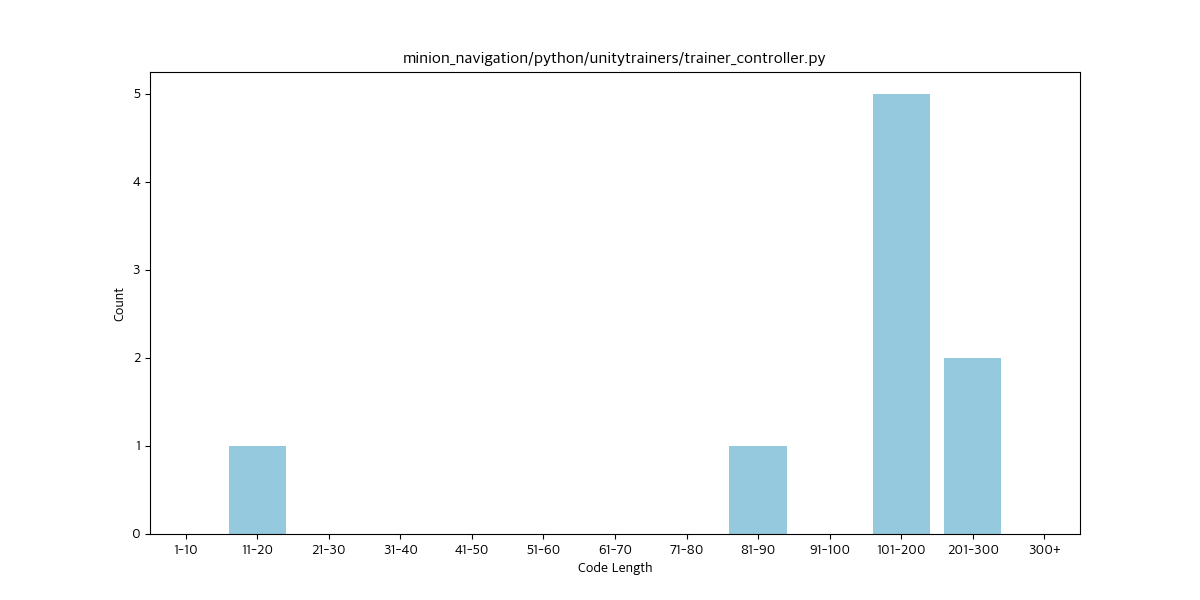 minion_navigation/python/unitytrainers/trainer_controller.py
5
4
3
2
1
0
Count
1-10 11-20 21-30 31-40 41-50 51-60 61-70 71-80 81-90 91-100 101-200 201-300 300+
Code Length